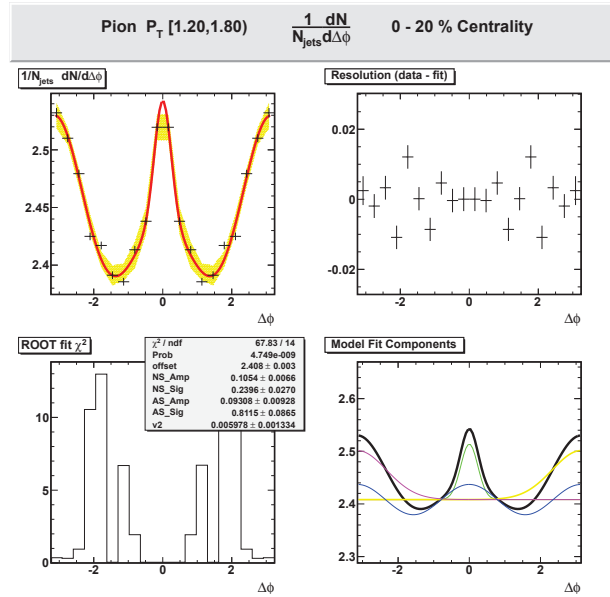 Pion P_T [1.20,1.80) 1 dN / N_jets dΔϕ 0 - 20 % Centrality
1/N_jets dN/dΔϕ
2.5
2.45
2.4
-2 0 2
Δϕ
Resolution (data - fit)
0.02
0
-0.02
-2 0 2
Δϕ
ROOT fit χ²
χ² / ndf 67.83 / 14
Prob 4.749e-009
offset 2.408 ± 0.003
NS_Amp 0.1054 ± 0.0066
NS_Sig 0.2396 ± 0.0270
AS_Amp 0.09308 ± 0.00928
AS_Sig 0.8115 ± 0.0865
v2 0.005978 ± 0.001334
10
5
0
-2 0 2
Δϕ
Model Fit Components
2.6
2.5
2.4
2.3
-2 0 2
Δϕ